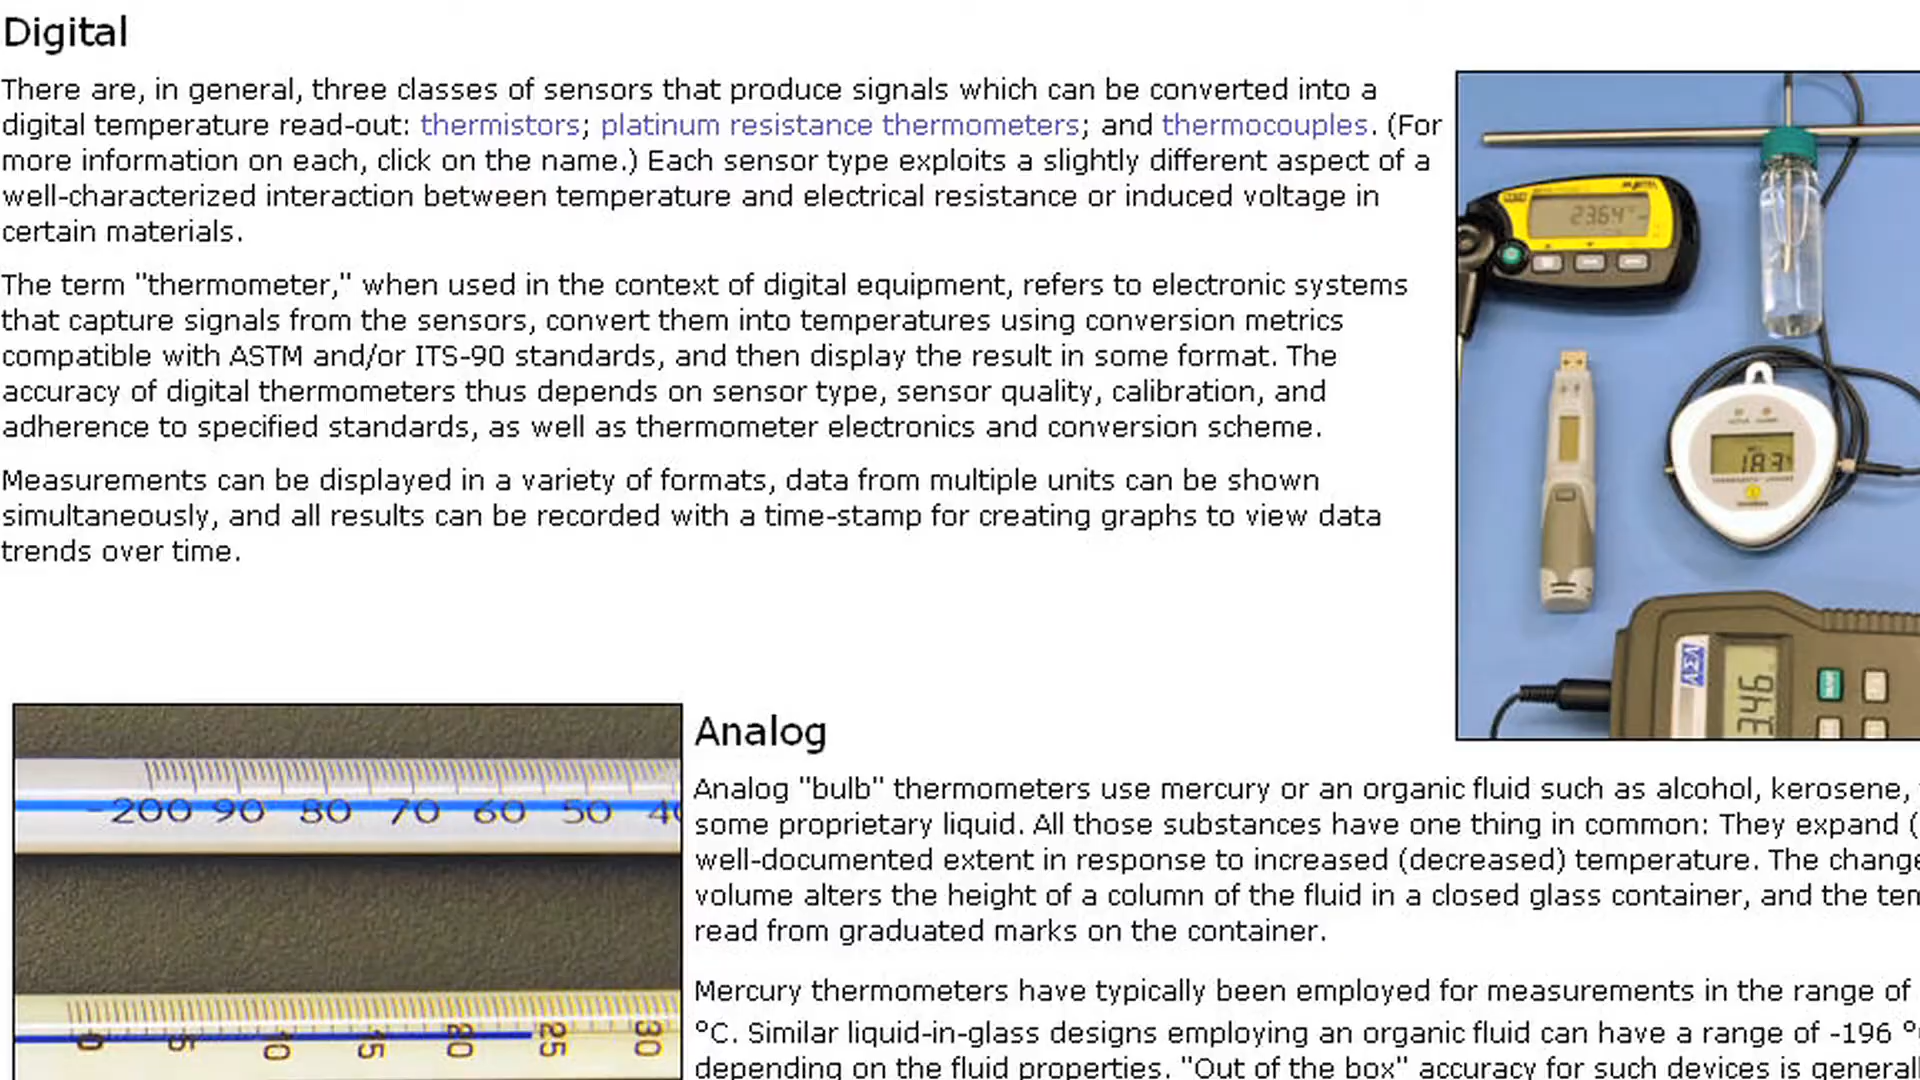 Digital
There are, in general, three classes of sensors that produce signals which can be converted into a
digital temperature read-out: thermistors; platinum resistance thermometers; and thermocouples. (For
more information on each, click on the name.) Each sensor type exploits a slightly different aspect of a
well-characterized interaction between temperature and electrical resistance or induced voltage in
certain materials.
The term "thermometer," when used in the context of digital equipment, refers to electronic systems
that capture signals from the sensors, convert them into temperatures using conversion metrics
compatible with ASTM and/or ITS-90 standards, and then display the result in some format. The
accuracy of digital thermometers thus depends on sensor type, sensor quality, calibration, and
adherence to specified standards, as well as thermometer electronics and conversion scheme.
Measurements can be displayed in a variety of formats, data from multiple units can be shown
simultaneously, and all results can be recorded with a time-stamp for creating graphs to view data
trends over time.
23.64
18.3
3.46
Analog
Analog "bulb" thermometers use mercury or an organic fluid such as alcohol, kerosene,
some proprietary liquid. All those substances have one thing in common: They expand (
well-documented extent in response to increased (decreased) temperature. The change
volume alters the height of a column of the fluid in a closed glass container, and the tem
read from graduated marks on the container.
Mercury thermometers have typically been employed for measurements in the range of
°C. Similar liquid-in-glass designs employing an organic fluid can have a range of -196 °
depending on the fluid properties. "Out of the box" accuracy for such devices is general
-200 90 80 70 60 50 40
0 5 10 15 20 25 30